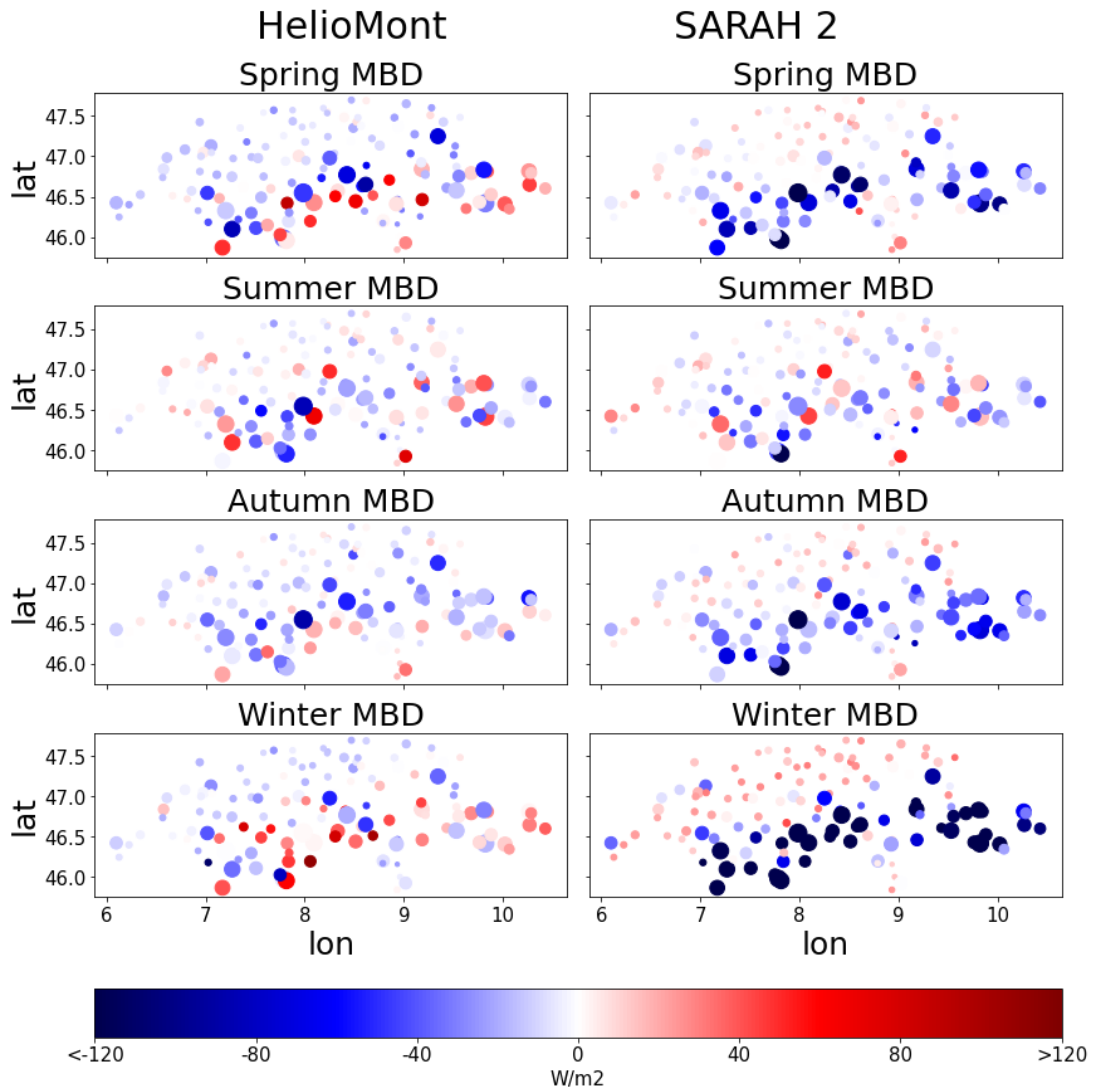 HelioMont SARAH 2
Spring MBD Spring MBD
47.5
47.0
46.5
46.0
lat
Summer MBD Summer MBD
47.5
47.0
46.5
46.0
lat
Autumn MBD Autumn MBD
47.5
47.0
46.5
46.0
lat
Winter MBD Winter MBD
47.5
47.0
46.5
46.0
lat
6 7 8 9 10 6 7 8 9 10
lon lon
<-120 -80 -40 0 40 80 >120
W/m2